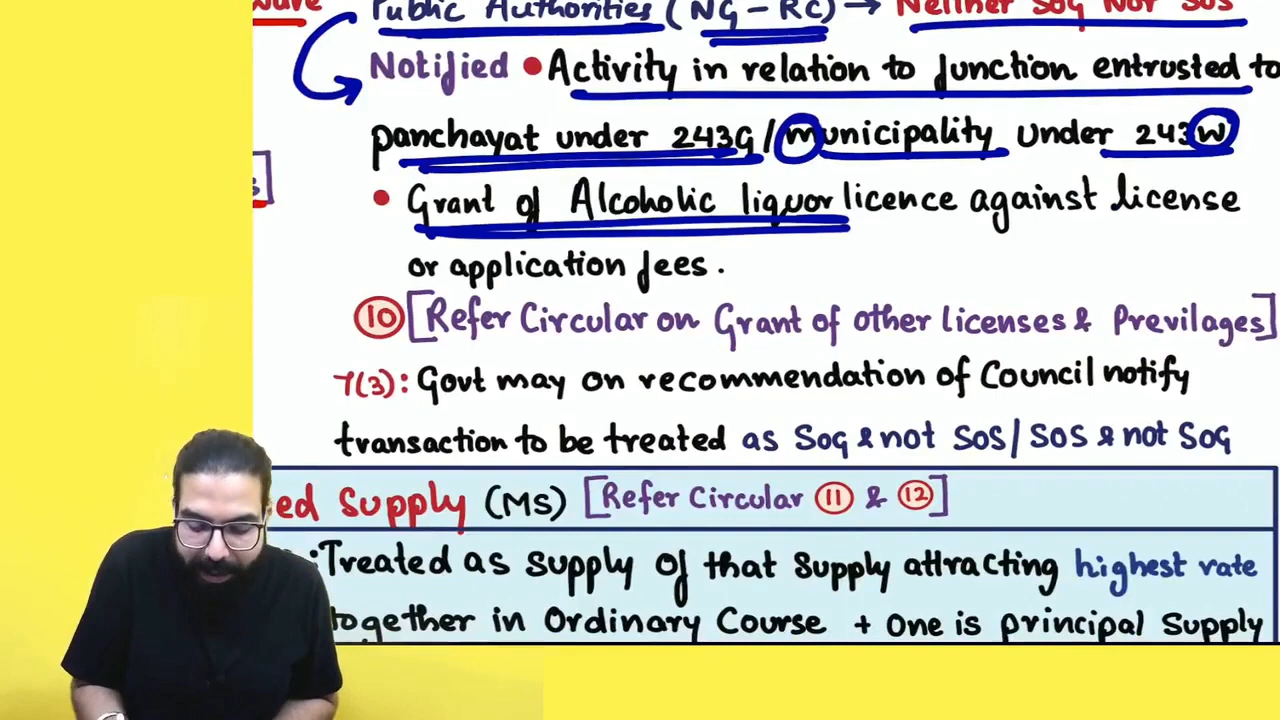 Public Authorities (NG - RC) → Neither SOG Nor SOS
Notified • Activity in relation to function entrusted to
panchayat under 243G/municipality under 243W
• Grant of Alcoholic liquor licence against license
or application fees.
⑩ [Refer Circular on Grant of other licenses & Previlages]
7(3): Govt may on recommendation of Council notify
transaction to be treated as SOG & not SOS/SOS & not SOG
ed Supply (MS) [Refer Circular ⑪ & ⑫]
:Treated as supply of that supply attracting highest rate
together in Ordinary Course + One is principal Supply